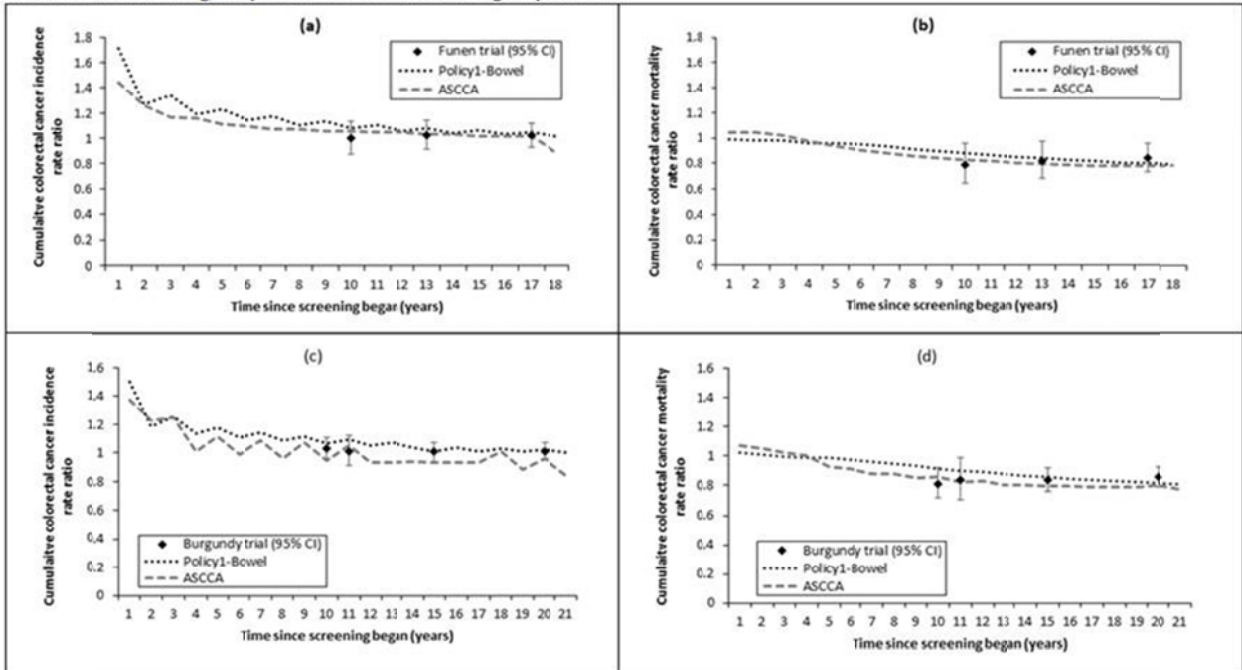 (a)
Cumulaitve colorectal cancer incidence
rate ratio
1.8
1.6
1.4
1.2
1
0.8
0.6
0.4
0.2
0
Funen trial (95% CI)
Policy1-Bowel
ASCCA
1 2 3 4 5 6 7 8 9 10 11 12 13 14 15 16 17 18
Time since screening began (years)
(b)
Cumulaitve colorectal cancer mortality
rate ratio
1.8
1.6
1.4
1.2
1
0.8
0.6
0.4
0.2
0
Funen trial (95% CI)
Policy1-Bowel
ASCCA
1 2 3 4 5 6 7 8 9 10 11 12 13 14 15 16 17 18
Time since screening began (years)
(c)
Cumulaitve colorectal cancer incidence
rate ratio
1.6
1.4
1.2
1
0.8
0.6
0.4
0.2
0
Burgundy trial (95% CI)
Policy1-Bowel
ASCCA
1 2 3 4 5 6 7 8 9 10 11 12 13 14 15 16 17 18 19 20 21
Time since screening began (years)
(d)
Cumulaitve colorectal cancer mortality
rate ratio
1.6
1.4
1.2
1
0.8
0.6
0.4
0.2
0
Burgundy trial (95% CI)
Policy1-Bowel
ASCCA
1 2 3 4 5 6 7 8 9 10 11 12 13 14 15 16 17 18 19 20 21
Time since screening began (years)